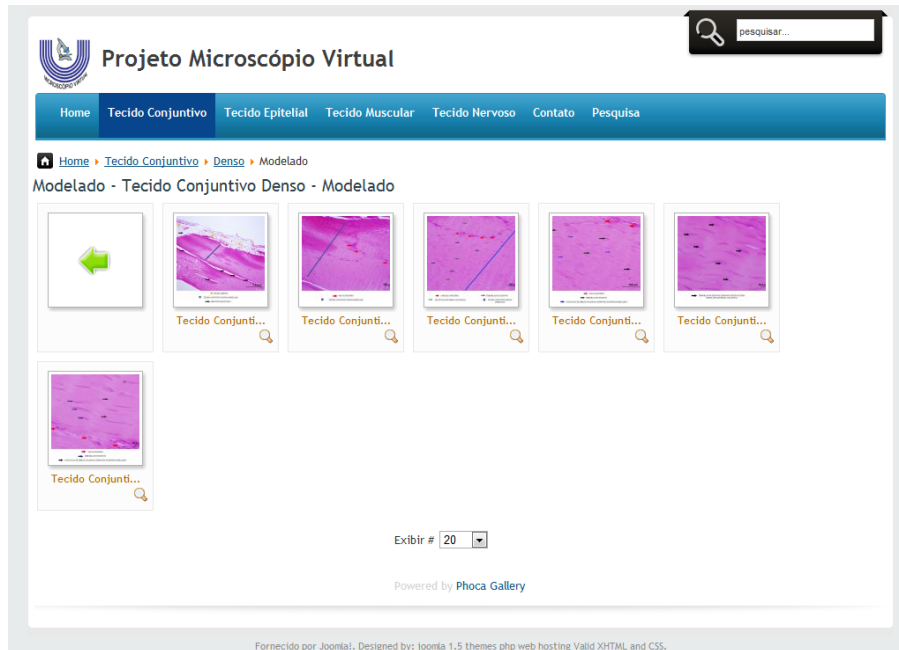 pesquisar...
Projeto Microscópio Virtual
Home Tecido Conjuntivo Tecido Epitelial Tecido Muscular Tecido Nervoso Contato Pesquisa
Home Tecido Conjuntivo Denso Modelado
Modelado - Tecido Conjuntivo Denso - Modelado
Tecido Conjunti... Tecido Conjunti... Tecido Conjunti... Tecido Conjunti... Tecido Conjunti...
Tecido Conjunti...
Exibir # 20
Powered by Phoca Gallery
Fornecido por Joomla!. Designed by: joomla 1.5 themes php web hosting Valid XHTML and CSS.